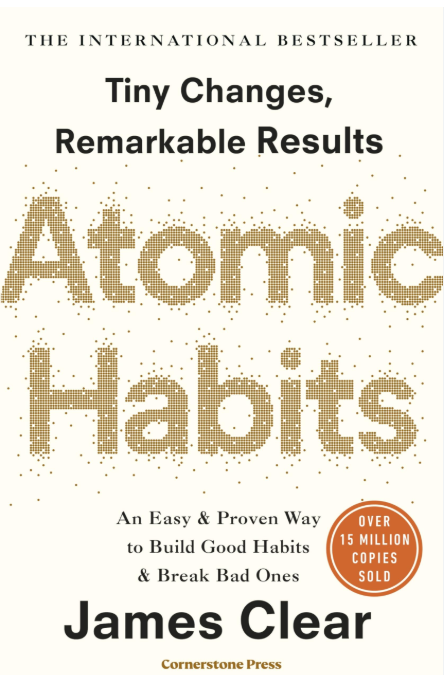 THE INTERNATIONAL BESTSELLER
Tiny Changes,
Remarkable Results
Atomic
Habits
An Easy & Proven Way
to Build Good Habits
& Break Bad Ones
OVER
15 MILLION
COPIES
SOLD
James Clear
Cornerstone Press